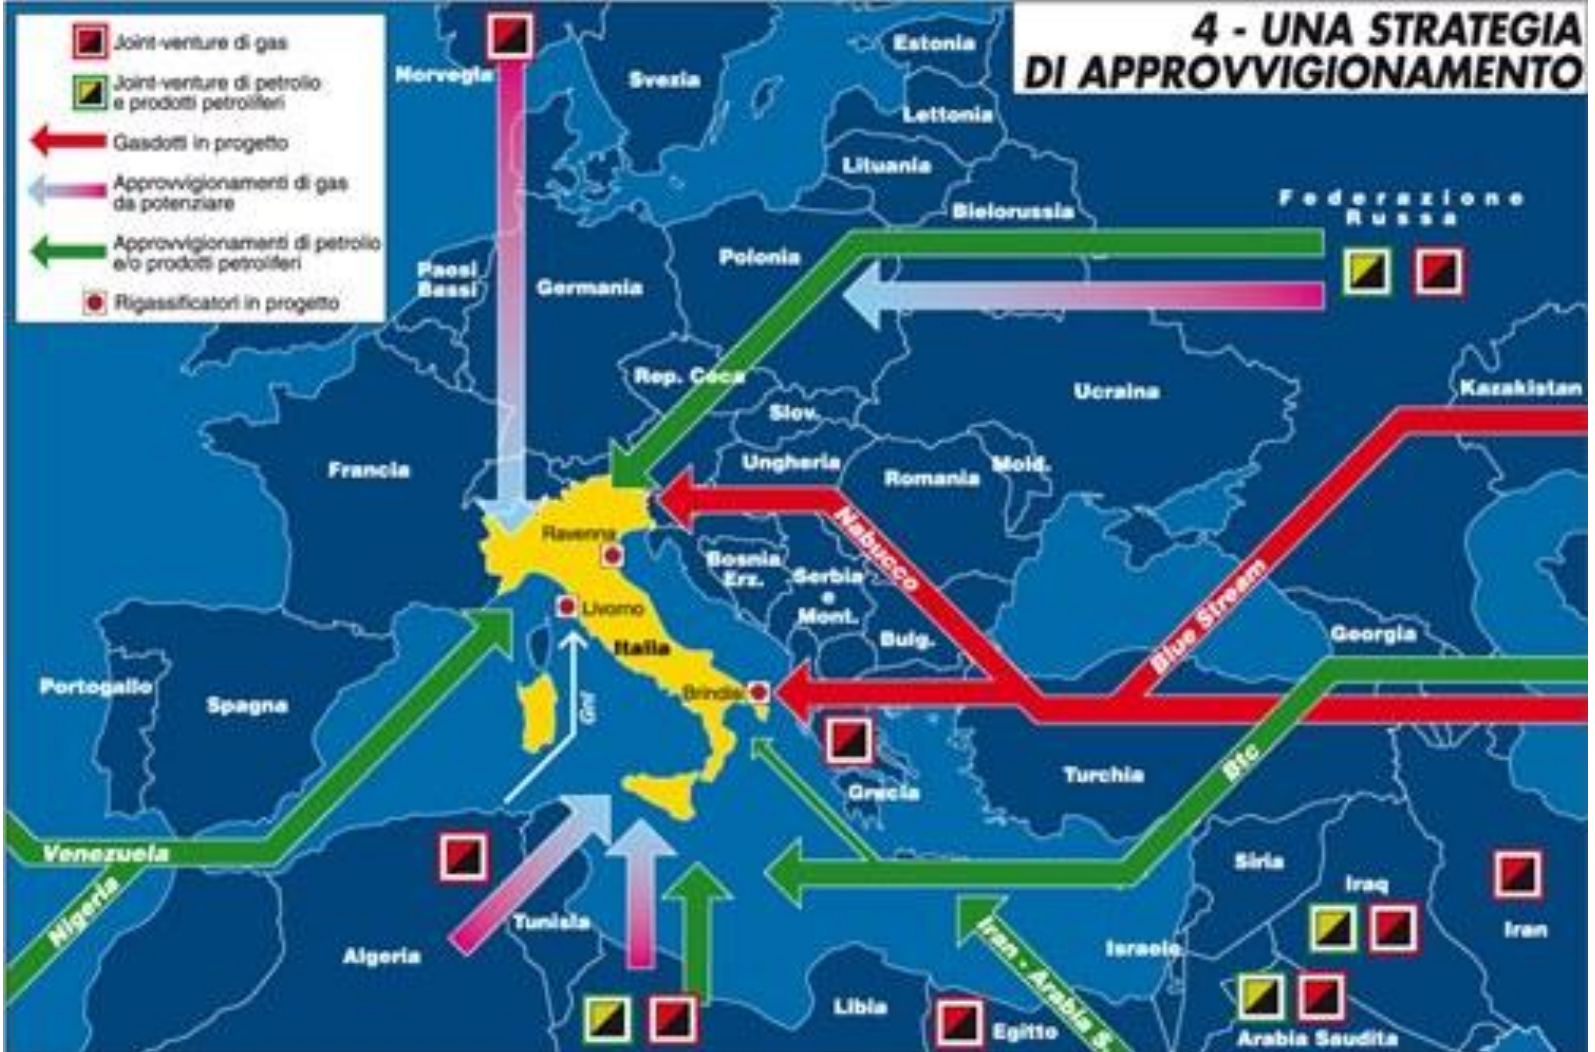 4 - UNA STRATEGIA
DI APPROVVIGIONAMENTO
Joint-venture di gas
Joint-venture di petrolio
e prodotti petroliferi
Gasdotti in progetto
Approvvigionamenti di gas
da potenziare
Approvvigionamenti di petrolio
e/o prodotti petroliferi
Rigassificatori in progetto
Norvegia
Svezia
Estonia
Lettonia
Lituania
Bielorussia
Federazione
Russa
Polonia
Paesi
Bassi
Germania
Rep. Ceca
Ucraina
Kazakistan
Slov.
Francia
Ungheria
Romania
Mold.
Ravenna
Nabucco
Bosnia
Erz.
Serbia
e
Mont.
Blue Stream
Livorno
Italia
Bulg.
Georgia
Portogallo
Spagna
Gnl
Brindisi
Btc
Turchia
Grecia
Venezuela
Nigeria
Siria
Iraq
Iran
Algeria
Tunisia
Israele
Iran - Arabia S.
Libia
Egitto
Arabia Saudita